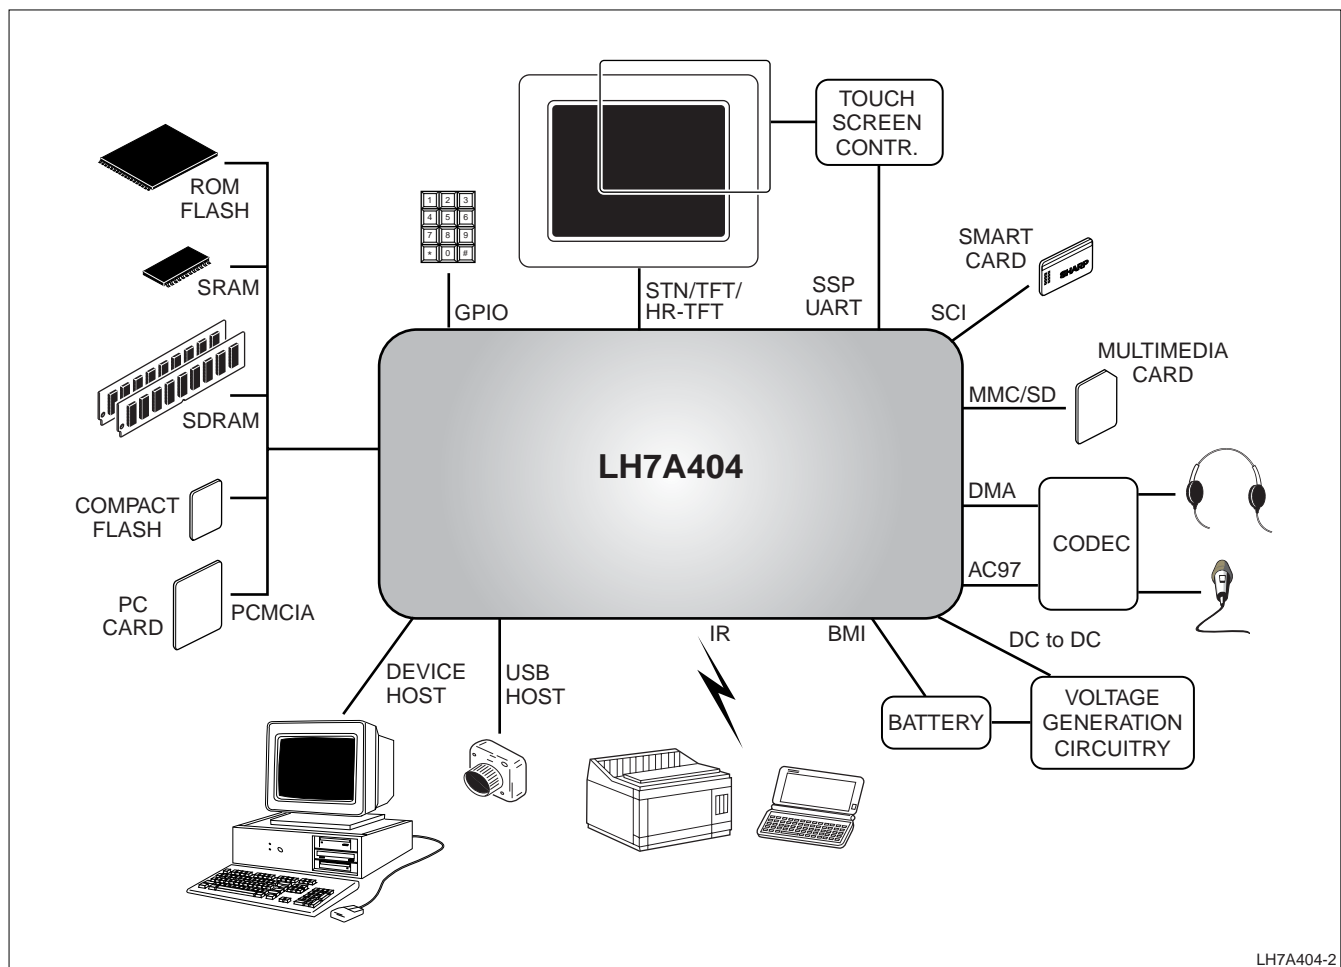 TOUCH
SCREEN
CONTR.
ROM
FLASH
1 2 3
4 5 6
7 8 9
* 0 #
SMART
CARD
SHARP
SRAM
GPIO
STN/TFT/
HR-TFT
SSP
UART
SCI
MULTIMEDIA
CARD
MMC/SD
SDRAM
LH7A404
DMA
COMPACT
FLASH
CODEC
AC97
PC
CARD
PCMCIA
IR
BMI
DC to DC
DEVICE
HOST
USB
HOST
BATTERY
VOLTAGE
GENERATION
CIRCUITRY
LH7A404-2